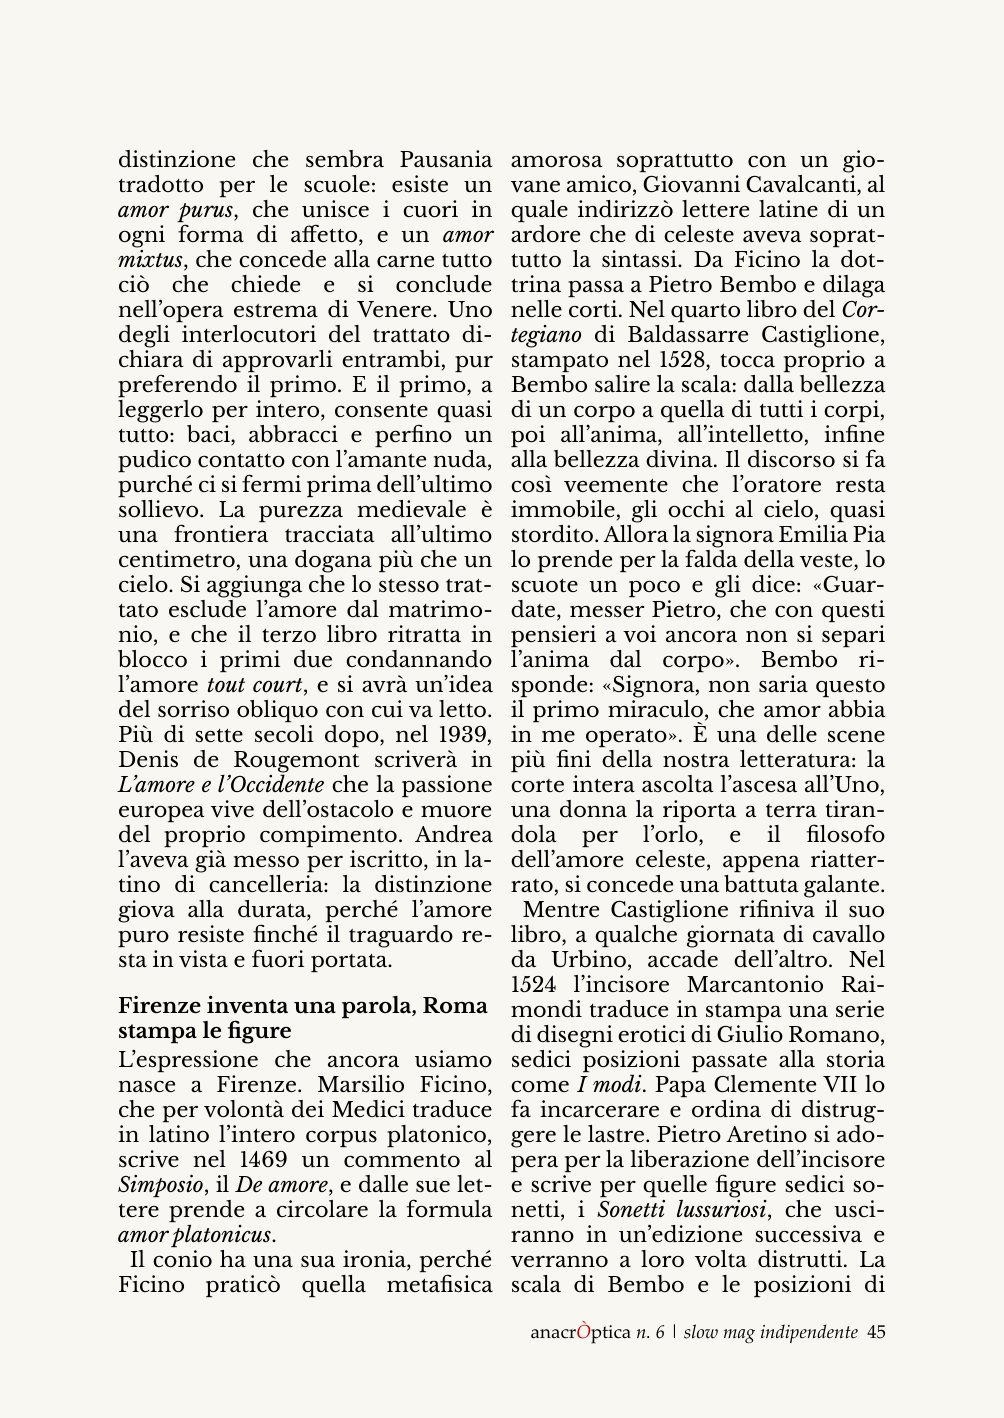 distinzione che sembra Pausania
tradotto per le scuole: esiste un
amor purus, che unisce i cuori in
ogni forma di affetto, e un amor
mixtus, che concede alla carne tutto
ciò che chiede e si conclude
nell’opera estrema di Venere. Uno
degli interlocutori del trattato di-
chiara di approvarli entrambi, pur
preferendo il primo. E il primo, a
leggerlo per intero, consente quasi
tutto: baci, abbracci e perfino un
pudico contatto con l’amante nuda,
purché ci si fermi prima dell’ultimo
sollievo. La purezza medievale è
una frontiera tracciata all’ultimo
centimetro, una dogana più che un
cielo. Si aggiunga che lo stesso trat-
tato esclude l’amore dal matrimo-
nio, e che il terzo libro ritratta in
blocco i primi due condannando
l’amore tout court, e si avrà un’idea
del sorriso obliquo con cui va letto.
Più di sette secoli dopo, nel 1939,
Denis de Rougemont scriverà in
L’amore e l’Occidente che la passione
europea vive dell’ostacolo e muore
del proprio compimento. Andrea
l’aveva già messo per iscritto, in la-
tino di cancelleria: la distinzione
giova alla durata, perché l’amore
puro resiste finché il traguardo re-
sta in vista e fuori portata.
Firenze inventa una parola, Roma
stampa le figure
L’espressione che ancora usiamo
nasce a Firenze. Marsilio Ficino,
che per volontà dei Medici traduce
in latino l’intero corpus platonico,
scrive nel 1469 un commento al
Simposio, il De amore, e dalle sue let-
tere prende a circolare la formula
amor platonicus.
Il conio ha una sua ironia, perché
Ficino praticò quella metafisica
amorosa soprattutto con un gio-
vane amico, Giovanni Cavalcanti, al
quale indirizzò lettere latine di un
ardore che di celeste aveva soprat-
tutto la sintassi. Da Ficino la dot-
trina passa a Pietro Bembo e dilaga
nelle corti. Nel quarto libro del Cor-
tegiano di Baldassarre Castiglione,
stampato nel 1528, tocca proprio a
Bembo salire la scala: dalla bellezza
di un corpo a quella di tutti i corpi,
poi all’anima, all’intelletto, infine
alla bellezza divina. Il discorso si fa
così veemente che l’oratore resta
immobile, gli occhi al cielo, quasi
stordito. Allora la signora Emilia Pia
lo prende per la falda della veste, lo
scuote un poco e gli dice: «Guar-
date, messer Pietro, che con questi
pensieri a voi ancora non si separi
l’anima dal corpo». Bembo ri-
sponde: «Signora, non saria questo
il primo miraculo, che amor abbia
in me operato». È una delle scene
più fini della nostra letteratura: la
corte intera ascolta l’ascesa all’Uno,
una donna la riporta a terra tiran-
dola per l’orlo, e il filosofo
dell’amore celeste, appena riatter-
rato, si concede una battuta galante.
Mentre Castiglione rifiniva il suo
libro, a qualche giornata di cavallo
da Urbino, accade dell’altro. Nel
1524 l’incisore Marcantonio Rai-
mondi traduce in stampa una serie
di disegni erotici di Giulio Romano,
sedici posizioni passate alla storia
come I modi. Papa Clemente VII lo
fa incarcerare e ordina di distrug-
gere le lastre. Pietro Aretino si ado-
pera per la liberazione dell’incisore
e scrive per quelle figure sedici so-
netti, i Sonetti lussuriosi, che usci-
ranno in un’edizione successiva e
verranno a loro volta distrutti. La
scala di Bembo e le posizioni di
anacrÒptica n. 6 | slow mag indipendente 45